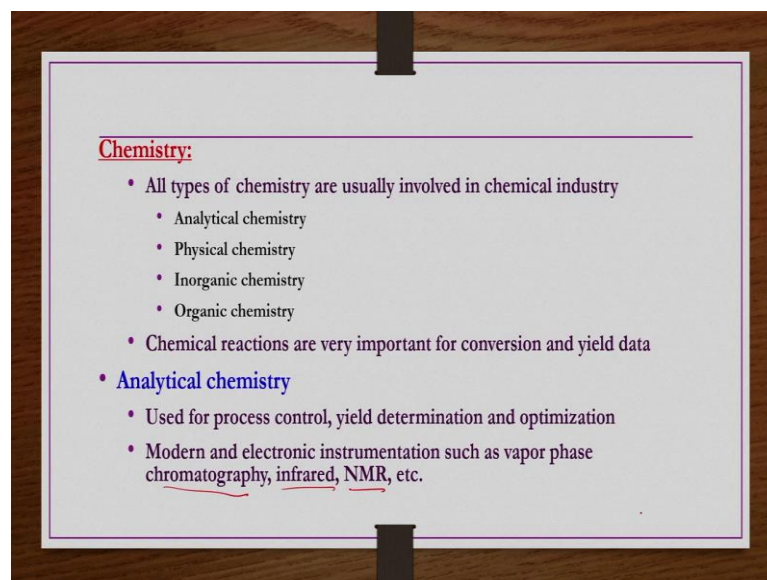 Chemistry:
• All types of chemistry are usually involved in chemical industry
• Analytical chemistry
• Physical chemistry
• Inorganic chemistry
• Organic chemistry
• Chemical reactions are very important for conversion and yield data
• Analytical chemistry
• Used for process control, yield determination and optimization
• Modern and electronic instrumentation such as vapor phase
chromatography, infrared, NMR, etc.